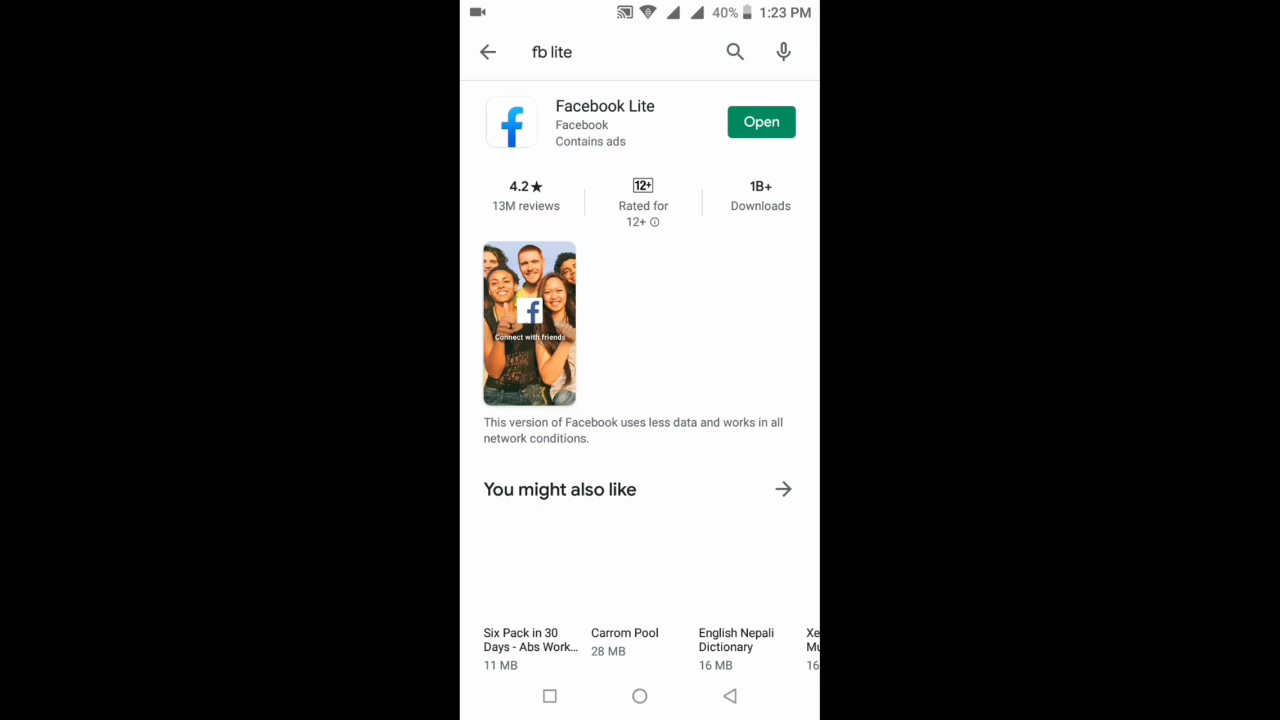 40% 1:23 PM
fb lite
Facebook Lite
Facebook
Contains ads
Open
4.2★
13M reviews
12+
Rated for
12+
1B+
Downloads
Connect with friends
This version of Facebook uses less data and works in all
network conditions.
You might also like
Six Pack in 30
Days - Abs Work...
11 MB
Carrom Pool
28 MB
English Nepali
Dictionary
16 MB
Xe
Mu
16